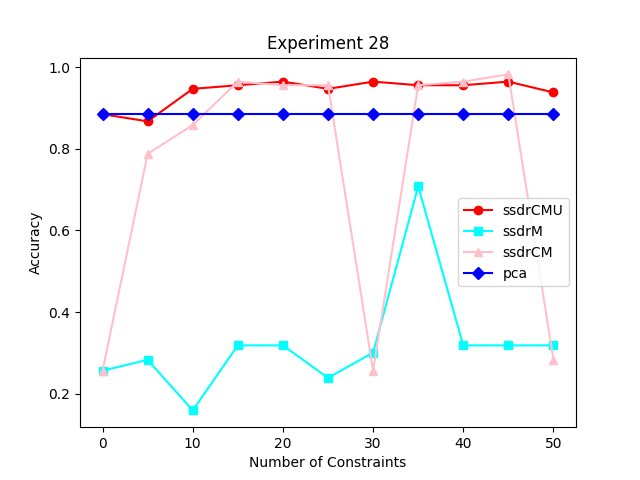 Experiment 28
Accuracy
1.0
0.8
0.6
0.4
0.2
ssdrCMU
ssdrM
ssdrCM
pca
0 10 20 30 40 50
Number of Constraints